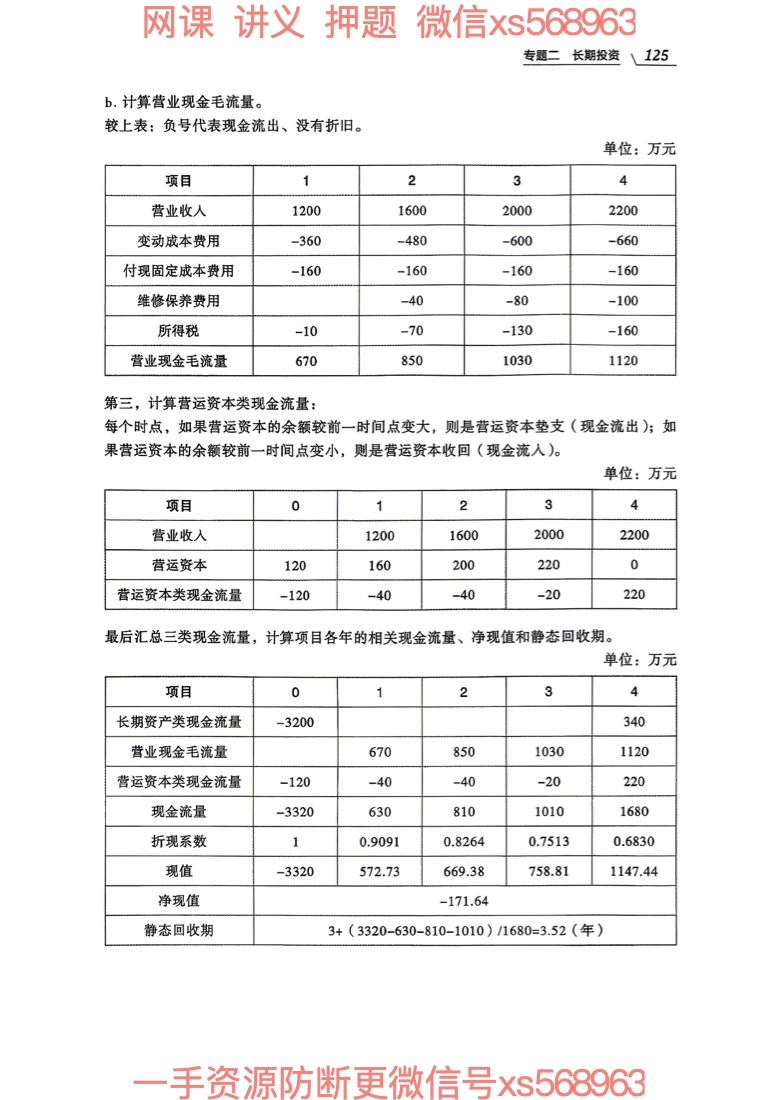 网课 讲义 押题 微信xs568963
专题二 长期投资 125
b. 计算营业现金毛流量。
较上表：负号代表现金流出、没有折旧。
单位：万元
项目 1 2 3 4
营业收入 1200 1600 2000 2200
变动成本费用 -360 -480 -600 -660
付现固定成本费用 -160 -160 -160 -160
维修保养费用 -40 -80 -100
所得税 -10 -70 -130 -160
营业现金毛流量 670 850 1030 1120
第三，计算营运资本类现金流量：
每个时点，如果营运资本的余额较前一时间点变大，则是营运资本垫支（现金流出）；如
果营运资本的余额较前一时间点变小，则是营运资本收回（现金流入）。
单位：万元
项目 0 1 2 3 4
营业收入 1200 1600 2000 2200
营运资本 120 160 200 220 0
营运资本类现金流量 -120 -40 -40 -20 220
最后汇总三类现金流量，计算项目各年的相关现金流量、净现值和静态回收期。
单位：万元
项目 0 1 2 3 4
长期资产类现金流量 -3200 340
营业现金毛流量 670 850 1030 1120
营运资本类现金流量 -120 -40 -40 -20 220
现金流量 -3320 630 810 1010 1680
折现系数 1 0.9091 0.8264 0.7513 0.6830
现值 -3320 572.73 669.38 758.81 1147.44
净现值 -171.64
静态回收期 3+（3320-630-810-1010）/1680=3.52（年）
一手资源防断更微信号xs568963